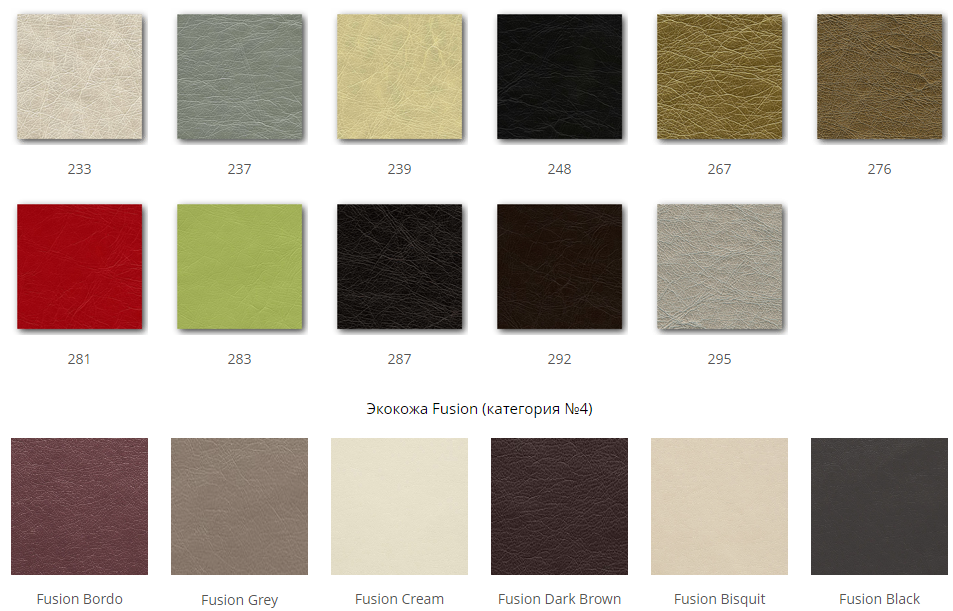 233 237 239 248 267 276
281 283 287 292 295
Экокожа Fusion (категория №4)
Fusion Bordo Fusion Grey Fusion Cream Fusion Dark Brown Fusion Bisquit Fusion Black